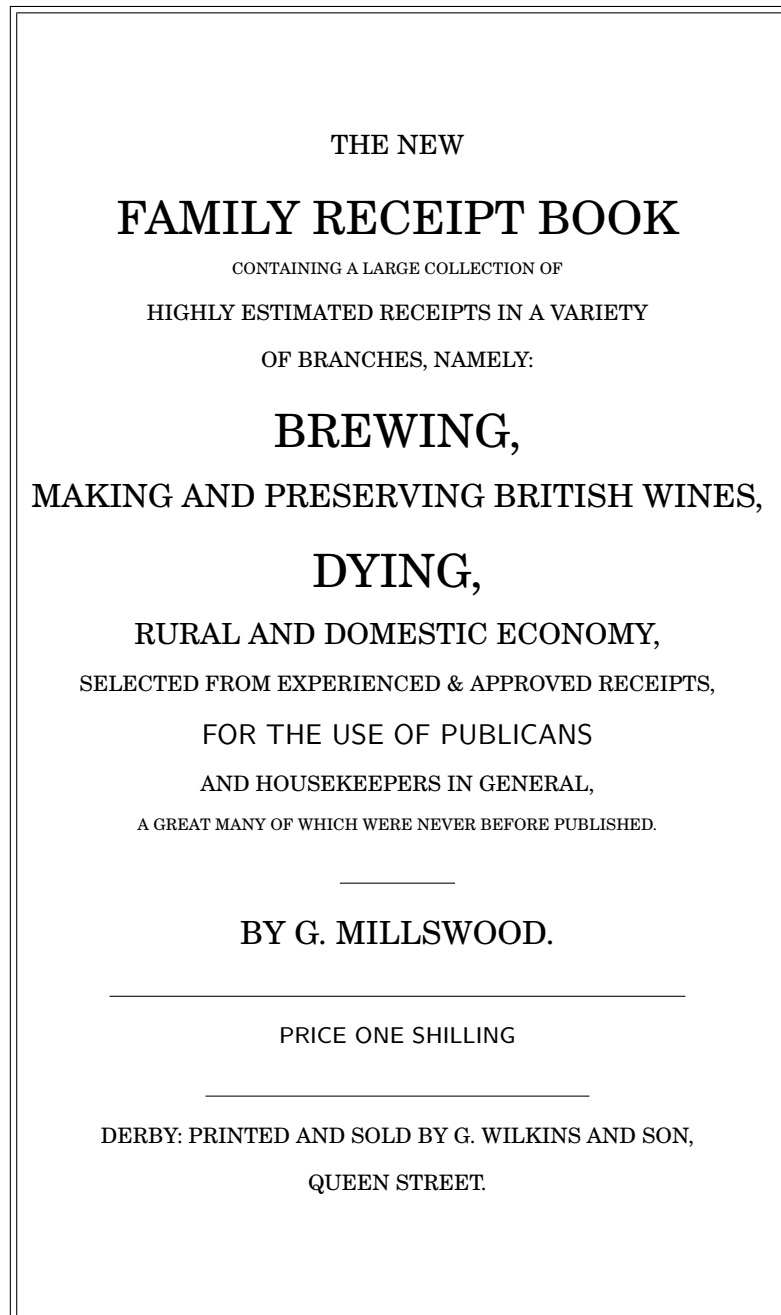 THE NEW
FAMILY RECEIPT BOOK
CONTAINING A LARGE COLLECTION OF
HIGHLY ESTIMATED RECEIPTS IN A VARIETY
OF BRANCHES, NAMELY:
BREWING,
MAKING AND PRESERVING BRITISH WINES,
DYING,
RURAL AND DOMESTIC ECONOMY,
SELECTED FROM EXPERIENCED & APPROVED RECEIPTS,
FOR THE USE OF PUBLICANS
AND HOUSEKEEPERS IN GENERAL,
A GREAT MANY OF WHICH WERE NEVER BEFORE PUBLISHED.
BY G. MILLSWOOD.
PRICE ONE SHILLING
DERBY: PRINTED AND SOLD BY G. WILKINS AND SON,
QUEEN STREET.